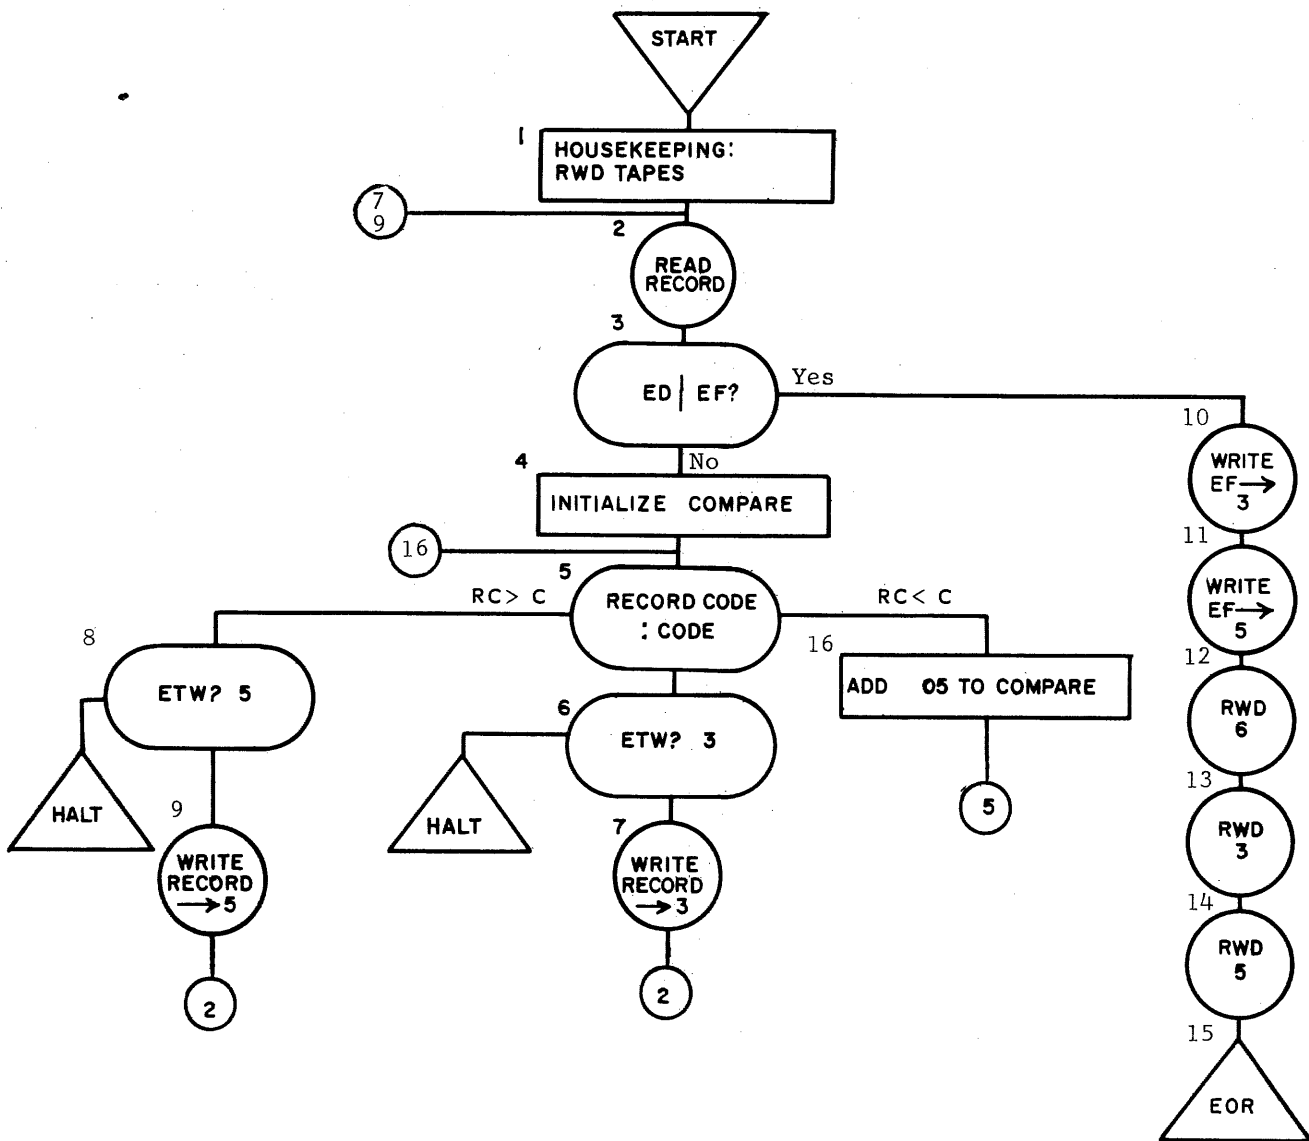 START
1
HOUSEKEEPING:
RWD TAPES
7
9
2
READ
RECORD
3
ED | EF?
Yes
No
4
INITIALIZE COMPARE
16
5
RECORD CODE
: CODE
RC> C
RC< C
8
ETW? 5
HALT
9
WRITE
RECORD
→5
2
6
ETW? 3
HALT
7
WRITE
RECORD
→3
2
16
ADD 05 TO COMPARE
5
10
WRITE
EF→
3
11
WRITE
EF→
5
12
RWD
6
13
RWD
3
14
RWD
5
15
EOR